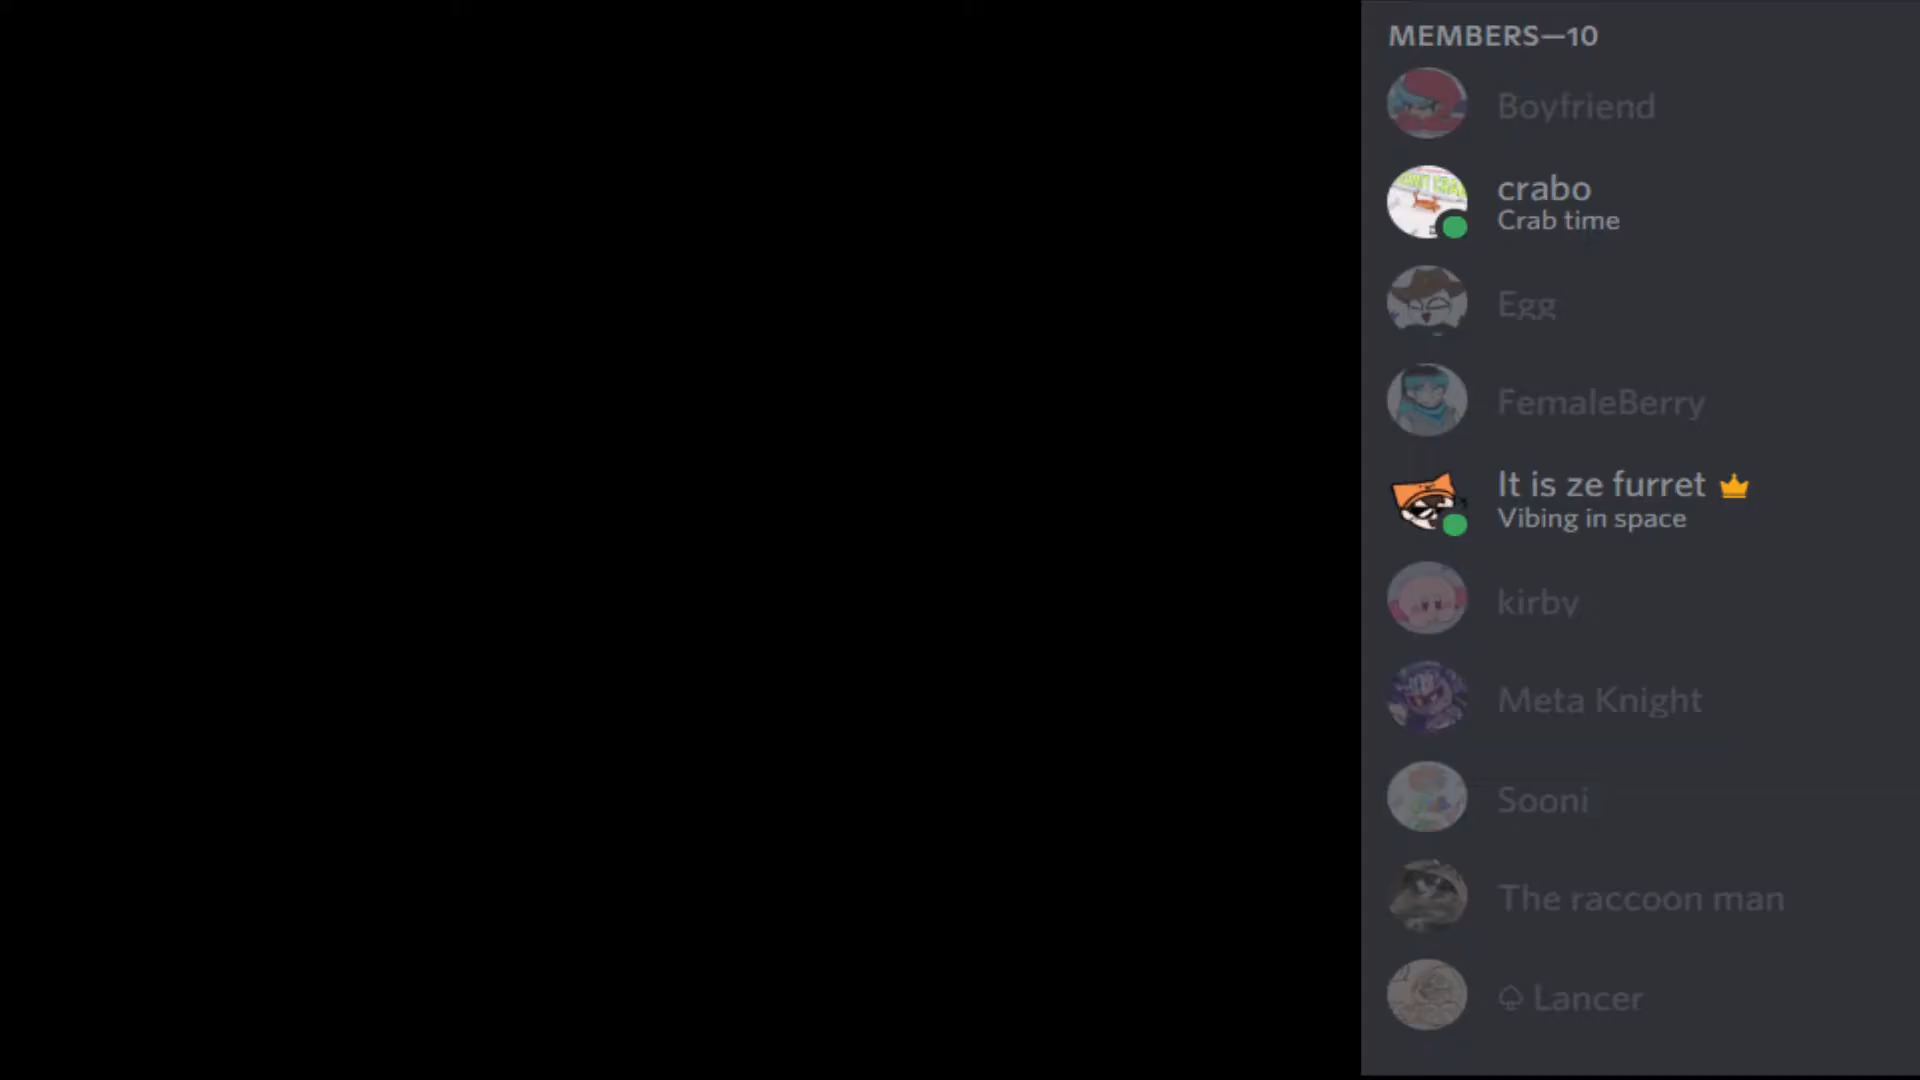 MEMBERS—10
Boyfriend
crabo
Crab time
Egg
FemaleBerry
It is ze furret
Vibing in space
kirby
Meta Knight
Sooni
The raccoon man
♤ Lancer